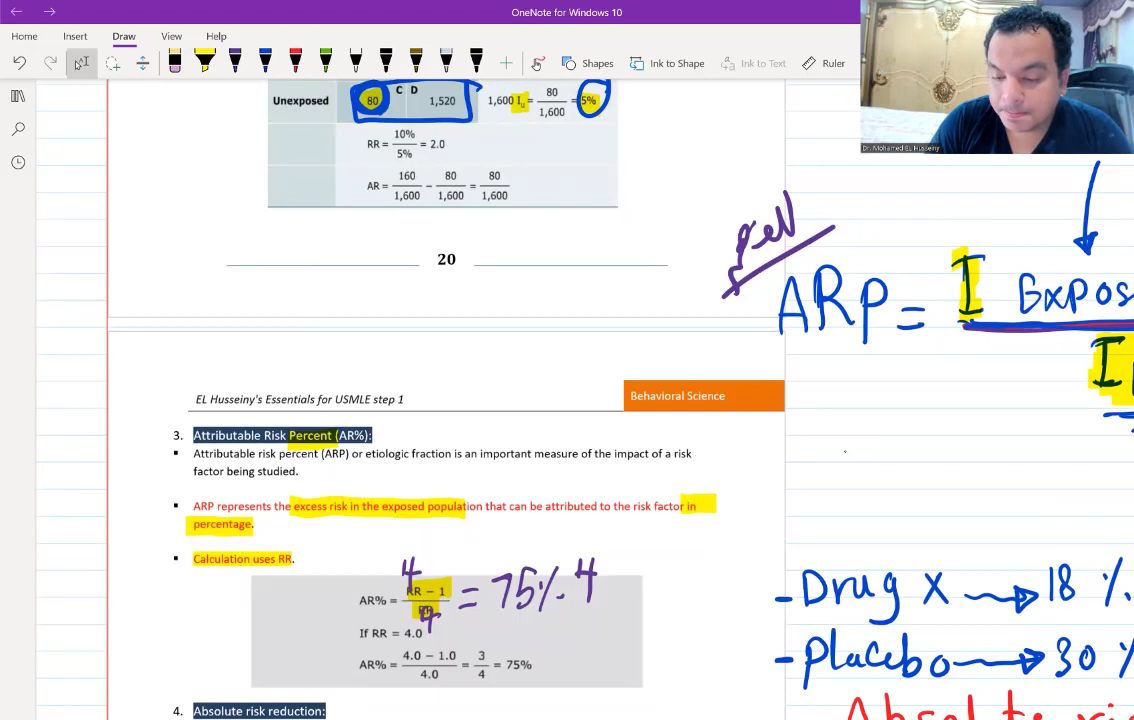 OneNote for Windows 10
Home Insert Draw View Help
Shapes Ink to Shape Ink to Text Ruler
Dr. Mohamed EL Husseiny
Unexposed 80 C D 1,520 1,600 Iu = 80/1,600 = 5%
RR = 10%/5% = 2.0
AR = 160/1,600 − 80/1,600 = 80/1,600
20
ARP = I Expos
I
EL Husseiny's Essentials for USMLE step 1
Behavioral Science
3. Attributable Risk Percent (AR%):
▪ Attributable risk percent (ARP) or etiologic fraction is an important measure of the impact of a risk
factor being studied.
▪ ARP represents the excess risk in the exposed population that can be attributed to the risk factor in
percentage.
▪ Calculation uses RR.
4
AR% = RR − 1/RR = 75% 4
4
If RR = 4.0
AR% = 4.0 − 1.0/4.0 = 3/4 = 75%
4. Absolute risk reduction:
- Drug X → 18 %.
- Placebo → 30 %
Absolute